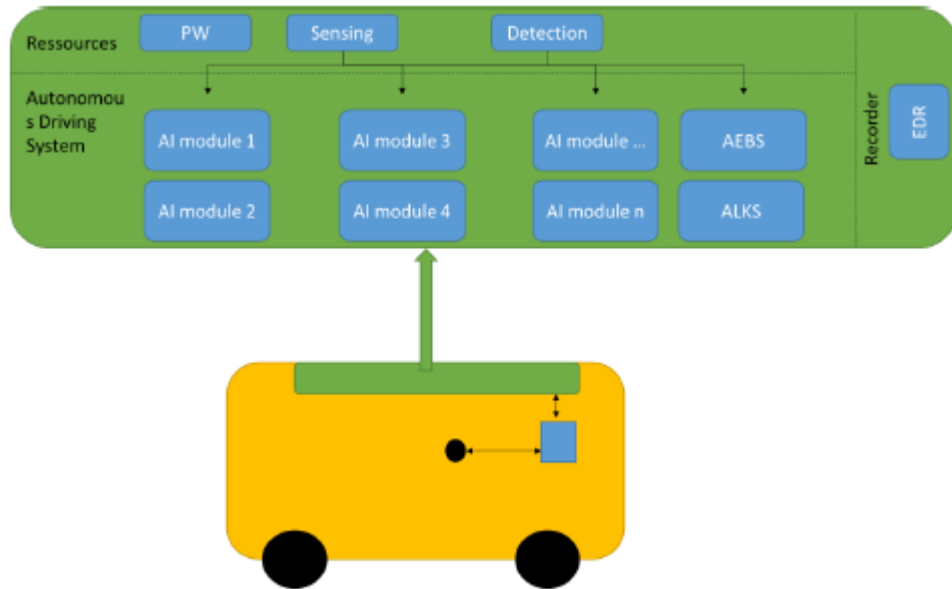 Ressources
PW
Sensing
Detection
Autonomou
s Driving
System
AI module 1
AI module 3
AI module ...
AEBS
AI module 2
AI module 4
AI module n
ALKS
Recorder
EDR